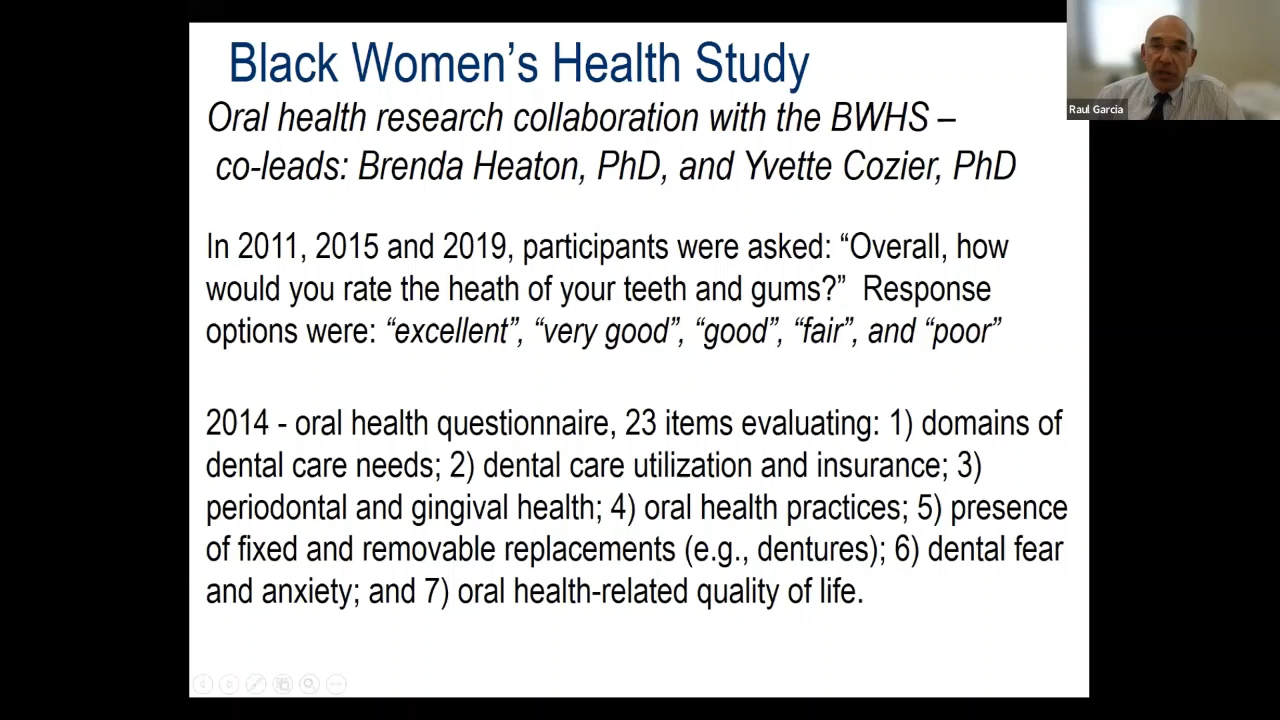 Black Women's Health Study
Oral health research collaboration with the BWHS –
co-leads: Brenda Heaton, PhD, and Yvette Cozier, PhD
In 2011, 2015 and 2019, participants were asked: “Overall, how
would you rate the heath of your teeth and gums?” Response
options were: “excellent”, “very good”, “good”, “fair”, and “poor”
2014 - oral health questionnaire, 23 items evaluating: 1) domains of
dental care needs; 2) dental care utilization and insurance; 3)
periodontal and gingival health; 4) oral health practices; 5) presence
of fixed and removable replacements (e.g., dentures); 6) dental fear
and anxiety; and 7) oral health-related quality of life.
Raul Garcia